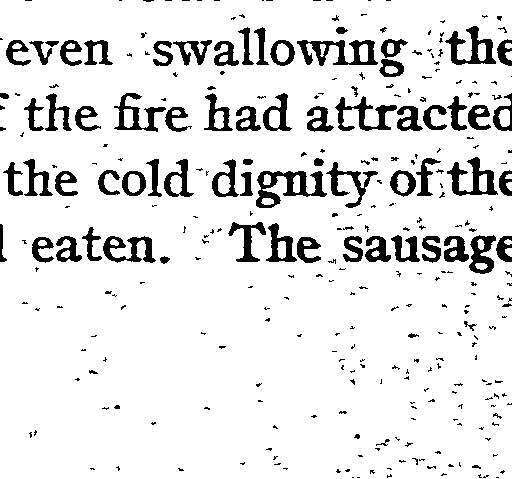 even swallowing the
the fire had attracted
the cold dignity of the
eaten. The sausage